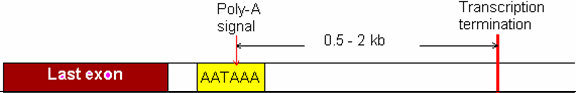 Poly-A
signal
Transcription
termination
0.5 - 2 kb
Last exon
AATAAA